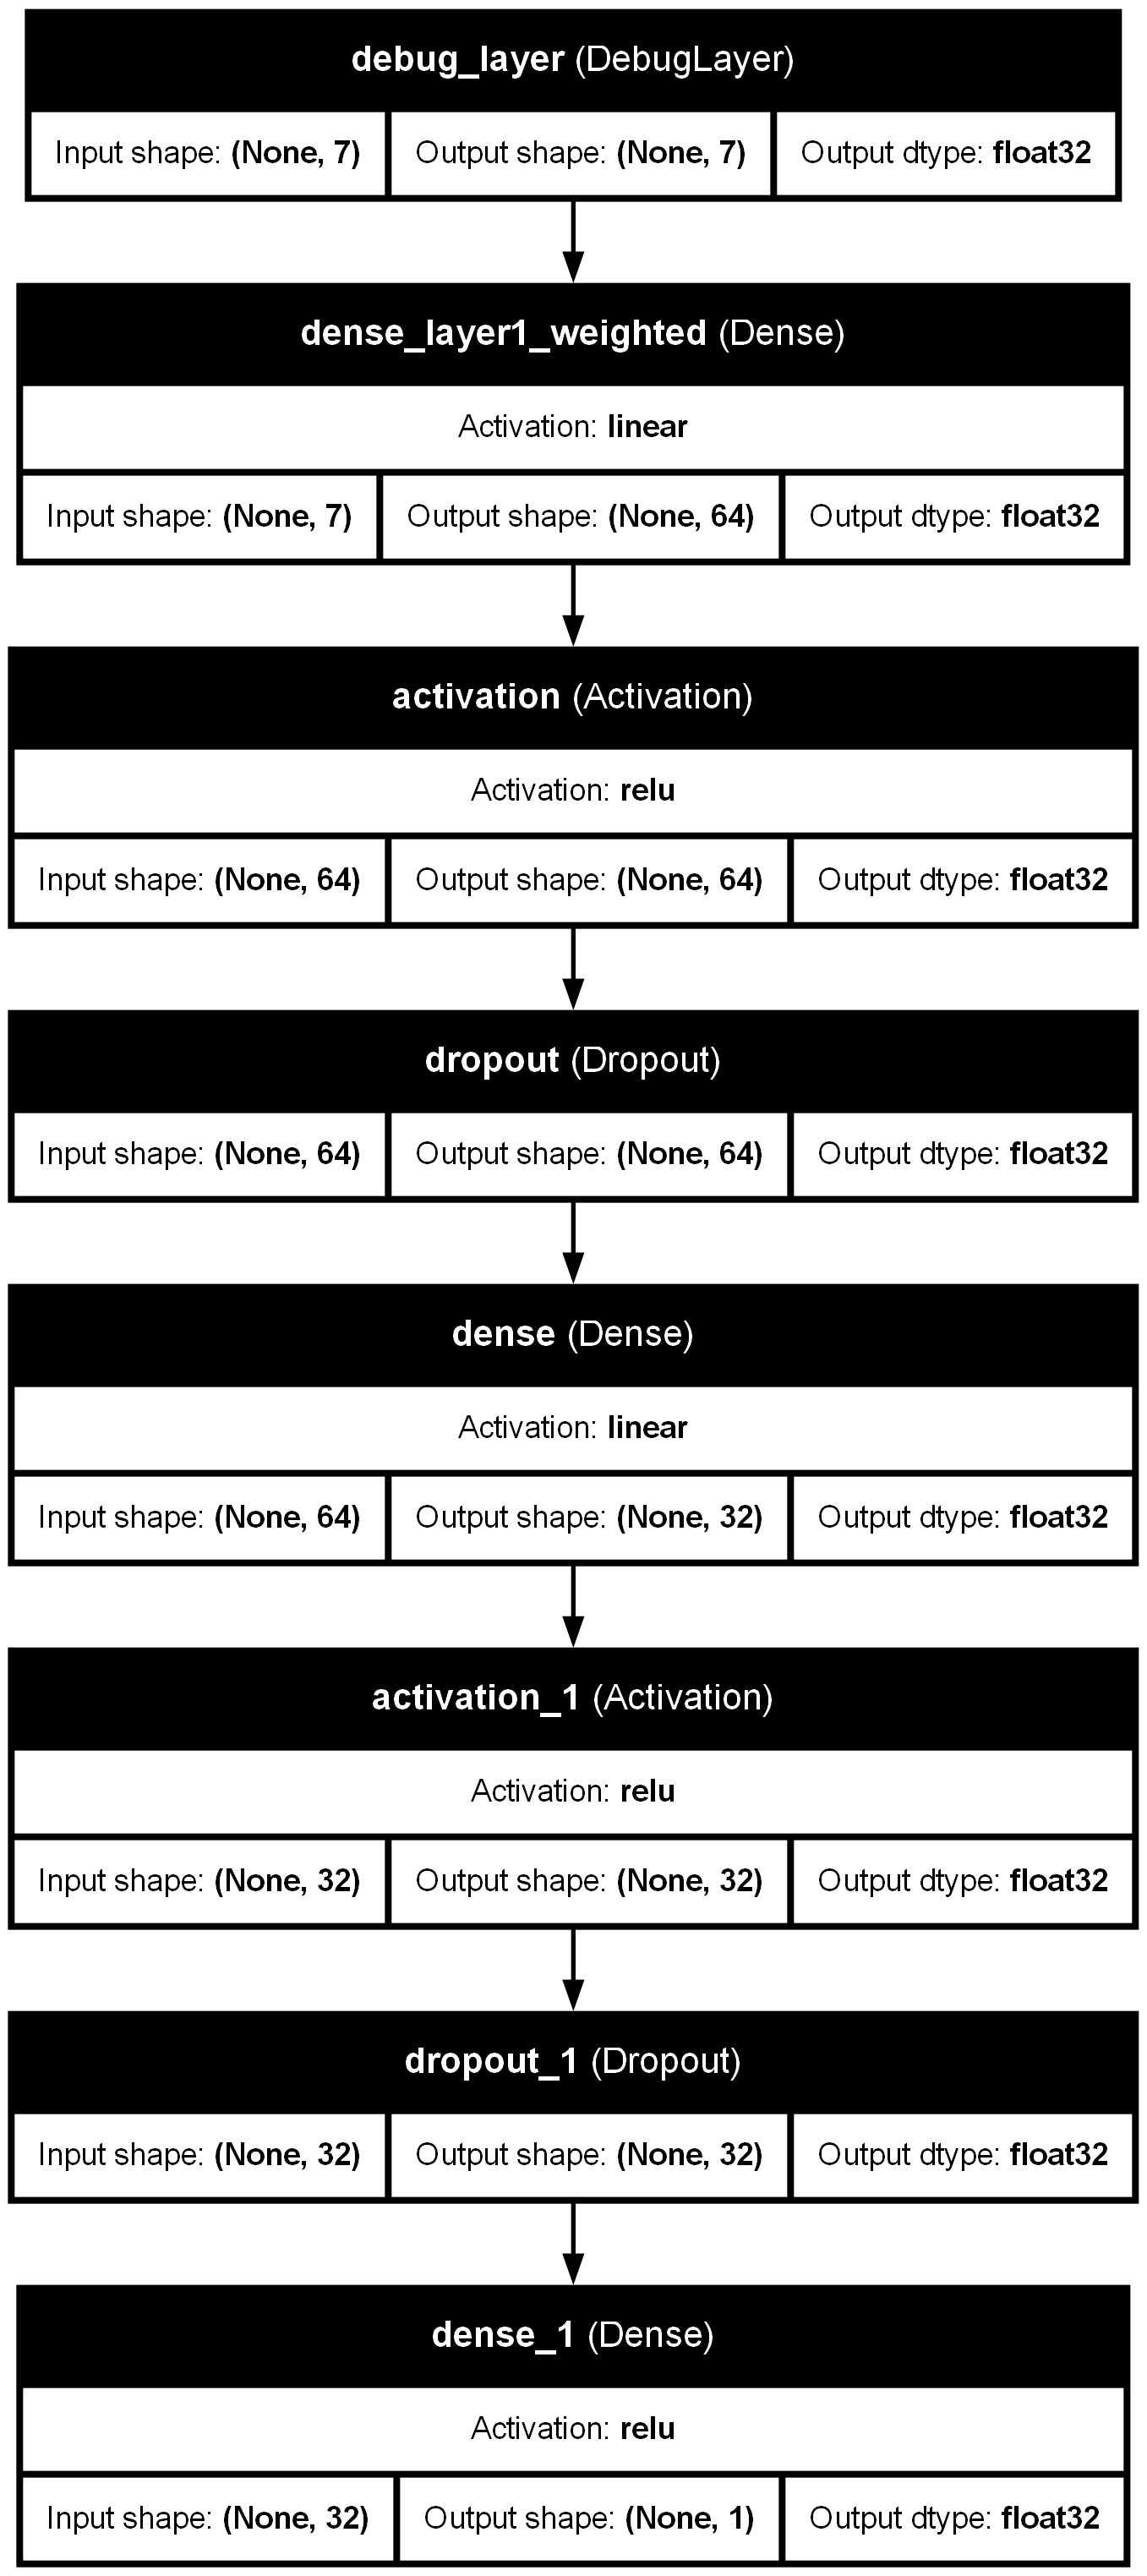 debug_layer (DebugLayer)
Input shape: (None, 7) Output shape: (None, 7) Output dtype: float32
dense_layer1_weighted (Dense)
Activation: linear
Input shape: (None, 7) Output shape: (None, 64) Output dtype: float32
activation (Activation)
Activation: relu
Input shape: (None, 64) Output shape: (None, 64) Output dtype: float32
dropout (Dropout)
Input shape: (None, 64) Output shape: (None, 64) Output dtype: float32
dense (Dense)
Activation: linear
Input shape: (None, 64) Output shape: (None, 32) Output dtype: float32
activation_1 (Activation)
Activation: relu
Input shape: (None, 32) Output shape: (None, 32) Output dtype: float32
dropout_1 (Dropout)
Input shape: (None, 32) Output shape: (None, 32) Output dtype: float32
dense_1 (Dense)
Activation: relu
Input shape: (None, 32) Output shape: (None, 1) Output dtype: float32